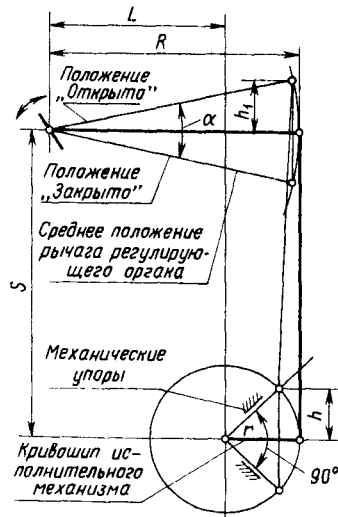 L
R
Положение
„Открыто"
h₁
α
Положение
„Закрыто"
Среднее положение
рычага регулирую-
щего органа
S
Механические
упоры
r
h
Кривошип ис-
полнительного
механизма
90°